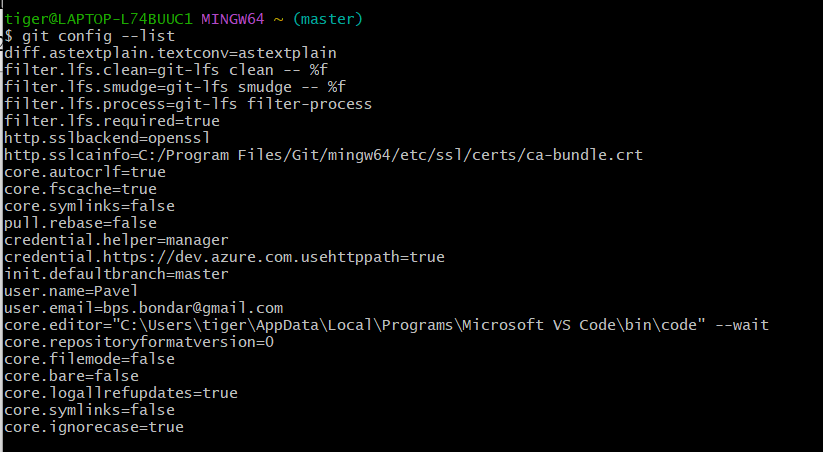 tiger@LAPTOP-L74BUUC1 MINGW64 ~ (master)
$ git config --list
diff.astextplain.textconv=astextplain
filter.lfs.clean=git-lfs clean -- %f
filter.lfs.smudge=git-lfs smudge -- %f
filter.lfs.process=git-lfs filter-process
filter.lfs.required=true
http.sslbackend=openssl
http.sslcainfo=C:/Program Files/Git/mingw64/etc/ssl/certs/ca-bundle.crt
core.autocrlf=true
core.fscache=true
core.symlinks=false
pull.rebase=false
credential.helper=manager
credential.https://dev.azure.com.usehttppath=true
init.defaultbranch=master
user.name=Pavel
user.email=bps.bondar@gmail.com
core.editor="C:\Users\tiger\AppData\Local\Programs\Microsoft VS Code\bin\code" --wait
core.repositoryformatversion=0
core.filemode=false
core.bare=false
core.logallrefupdates=true
core.symlinks=false
core.ignorecase=true